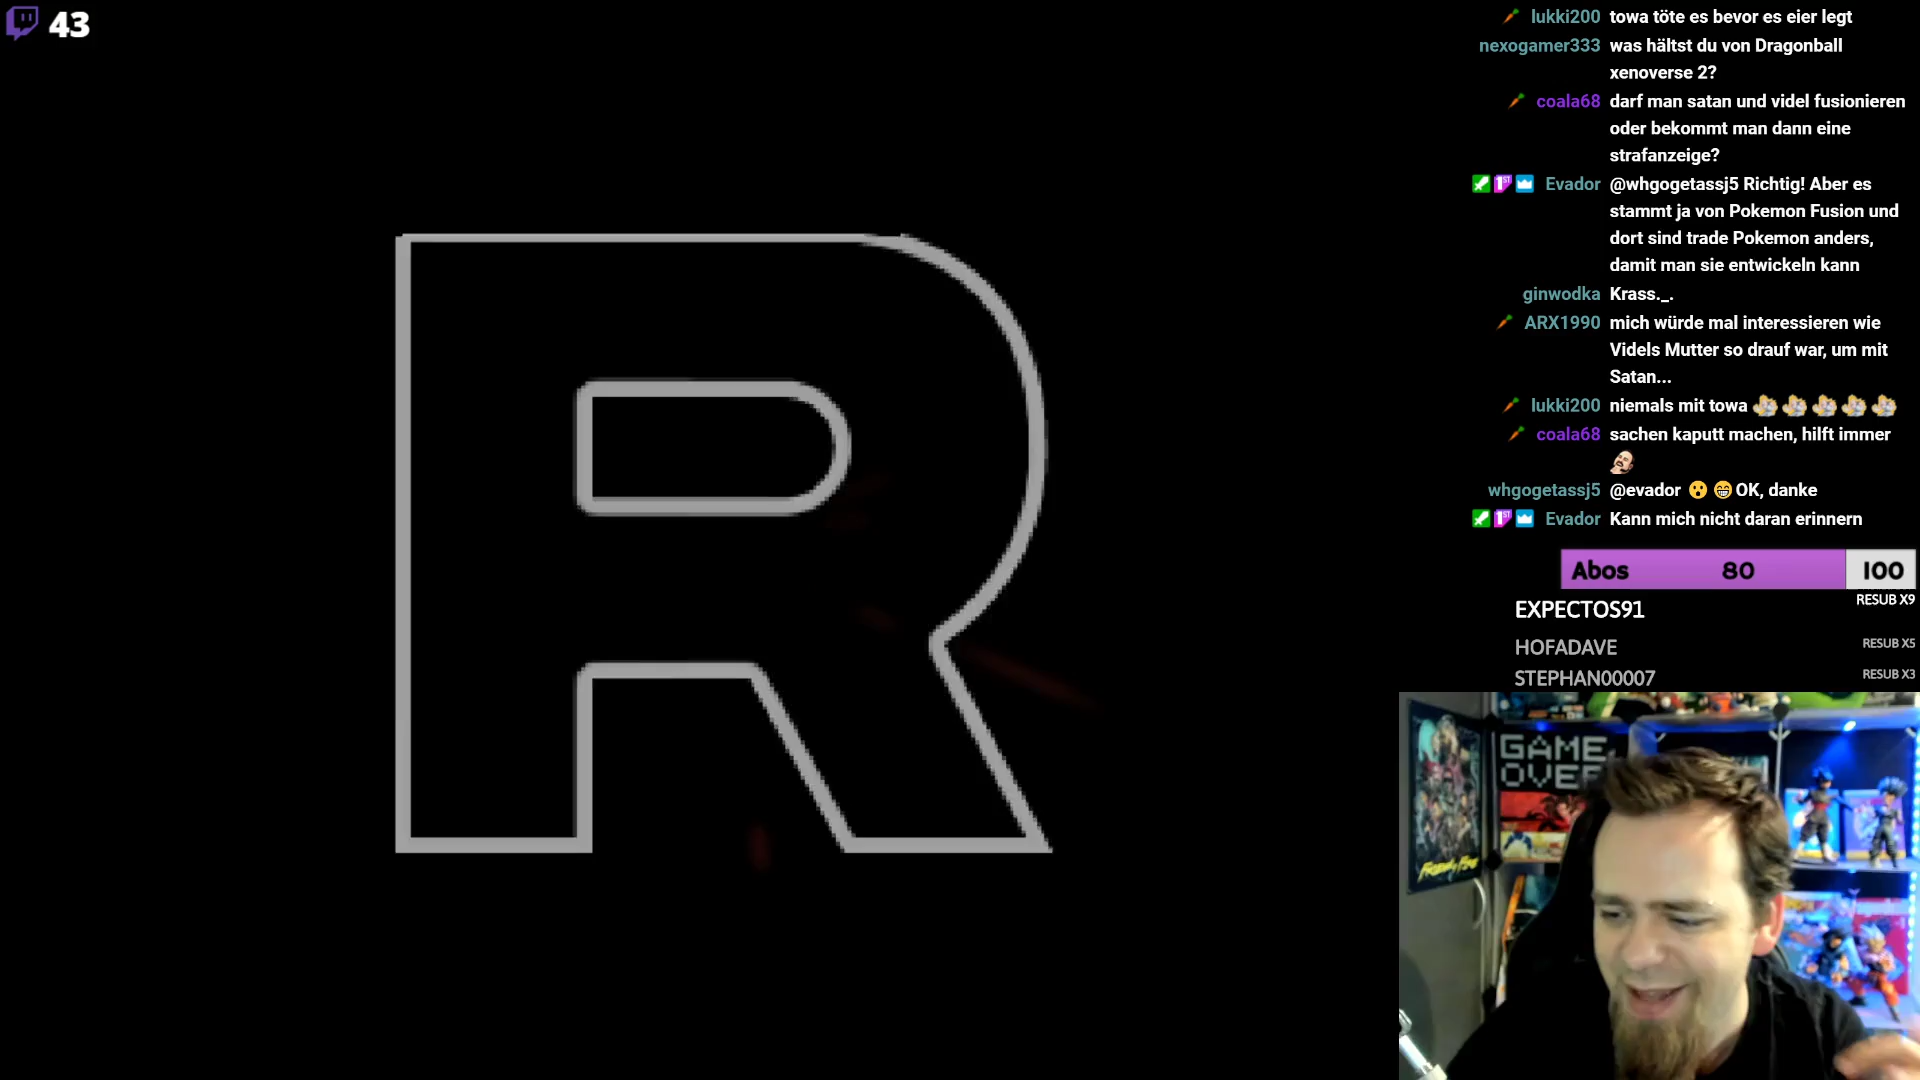 43
R
lukki200 towa töte es bevor es eier legt
nexogamer333 was hältst du von Dragonball
xenoverse 2?
coala68 darf man satan und videl fusionieren
oder bekommt man dann eine
strafanzeige?
Evador @whgogetassj5 Richtig! Aber es
stammt ja von Pokemon Fusion und
dort sind trade Pokemon anders,
damit man sie entwickeln kann
ginwodka Krass._.
ARX1990 mich würde mal interessieren wie
Videls Mutter so drauf war, um mit
Satan...
lukki200 niemals mit towa
coala68 sachen kaputt machen, hilft immer
whgogetassj5 @evador 😮 😁 OK, danke
Evador Kann mich nicht daran erinnern
Abos 80 100
EXPECTOS91 RESUB X9
HOFADAVE RESUB X5
STEPHAN00007 RESUB X3
GAME
OVER